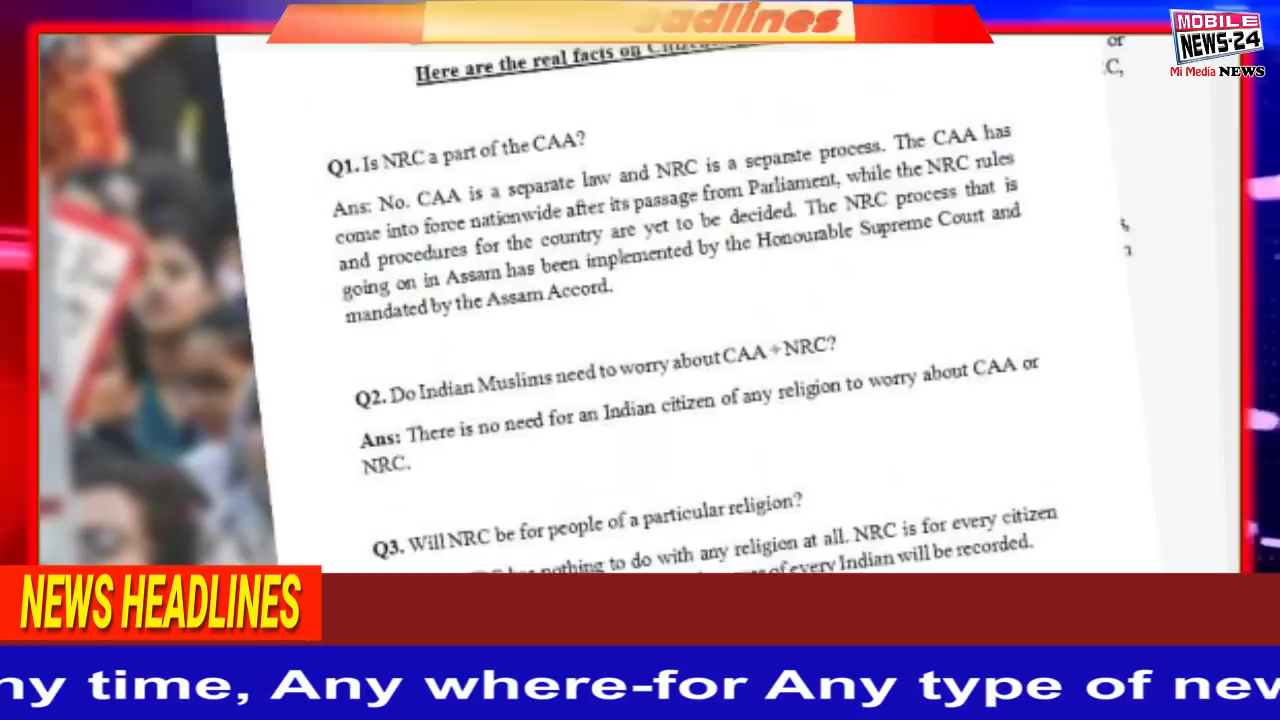 adlines
MOBILE
NEWS-24
Mi Media NEWS
Here are the real facts on
or
C,
Q1. Is NRC a part of the CAA?
Ans: No. CAA is a separate law and NRC is a separate process. The CAA has
come into force nationwide after its passage from Parliament, while the NRC rules
and procedures for the country are yet to be decided. The NRC process that is
going on in Assam has been implemented by the Honourable Supreme Court and
mandated by the Assam Accord.
Q2. Do Indian Muslims need to worry about CAA + NRC?
Ans: There is no need for an Indian citizen of any religion to worry about CAA or
NRC.
Q3. Will NRC be for people of a particular religion?
nothing to do with any religion at all. NRC is for every citizen
of every Indian will be recorded.
NEWS HEADLINES
ny time, Any where-for Any type of new